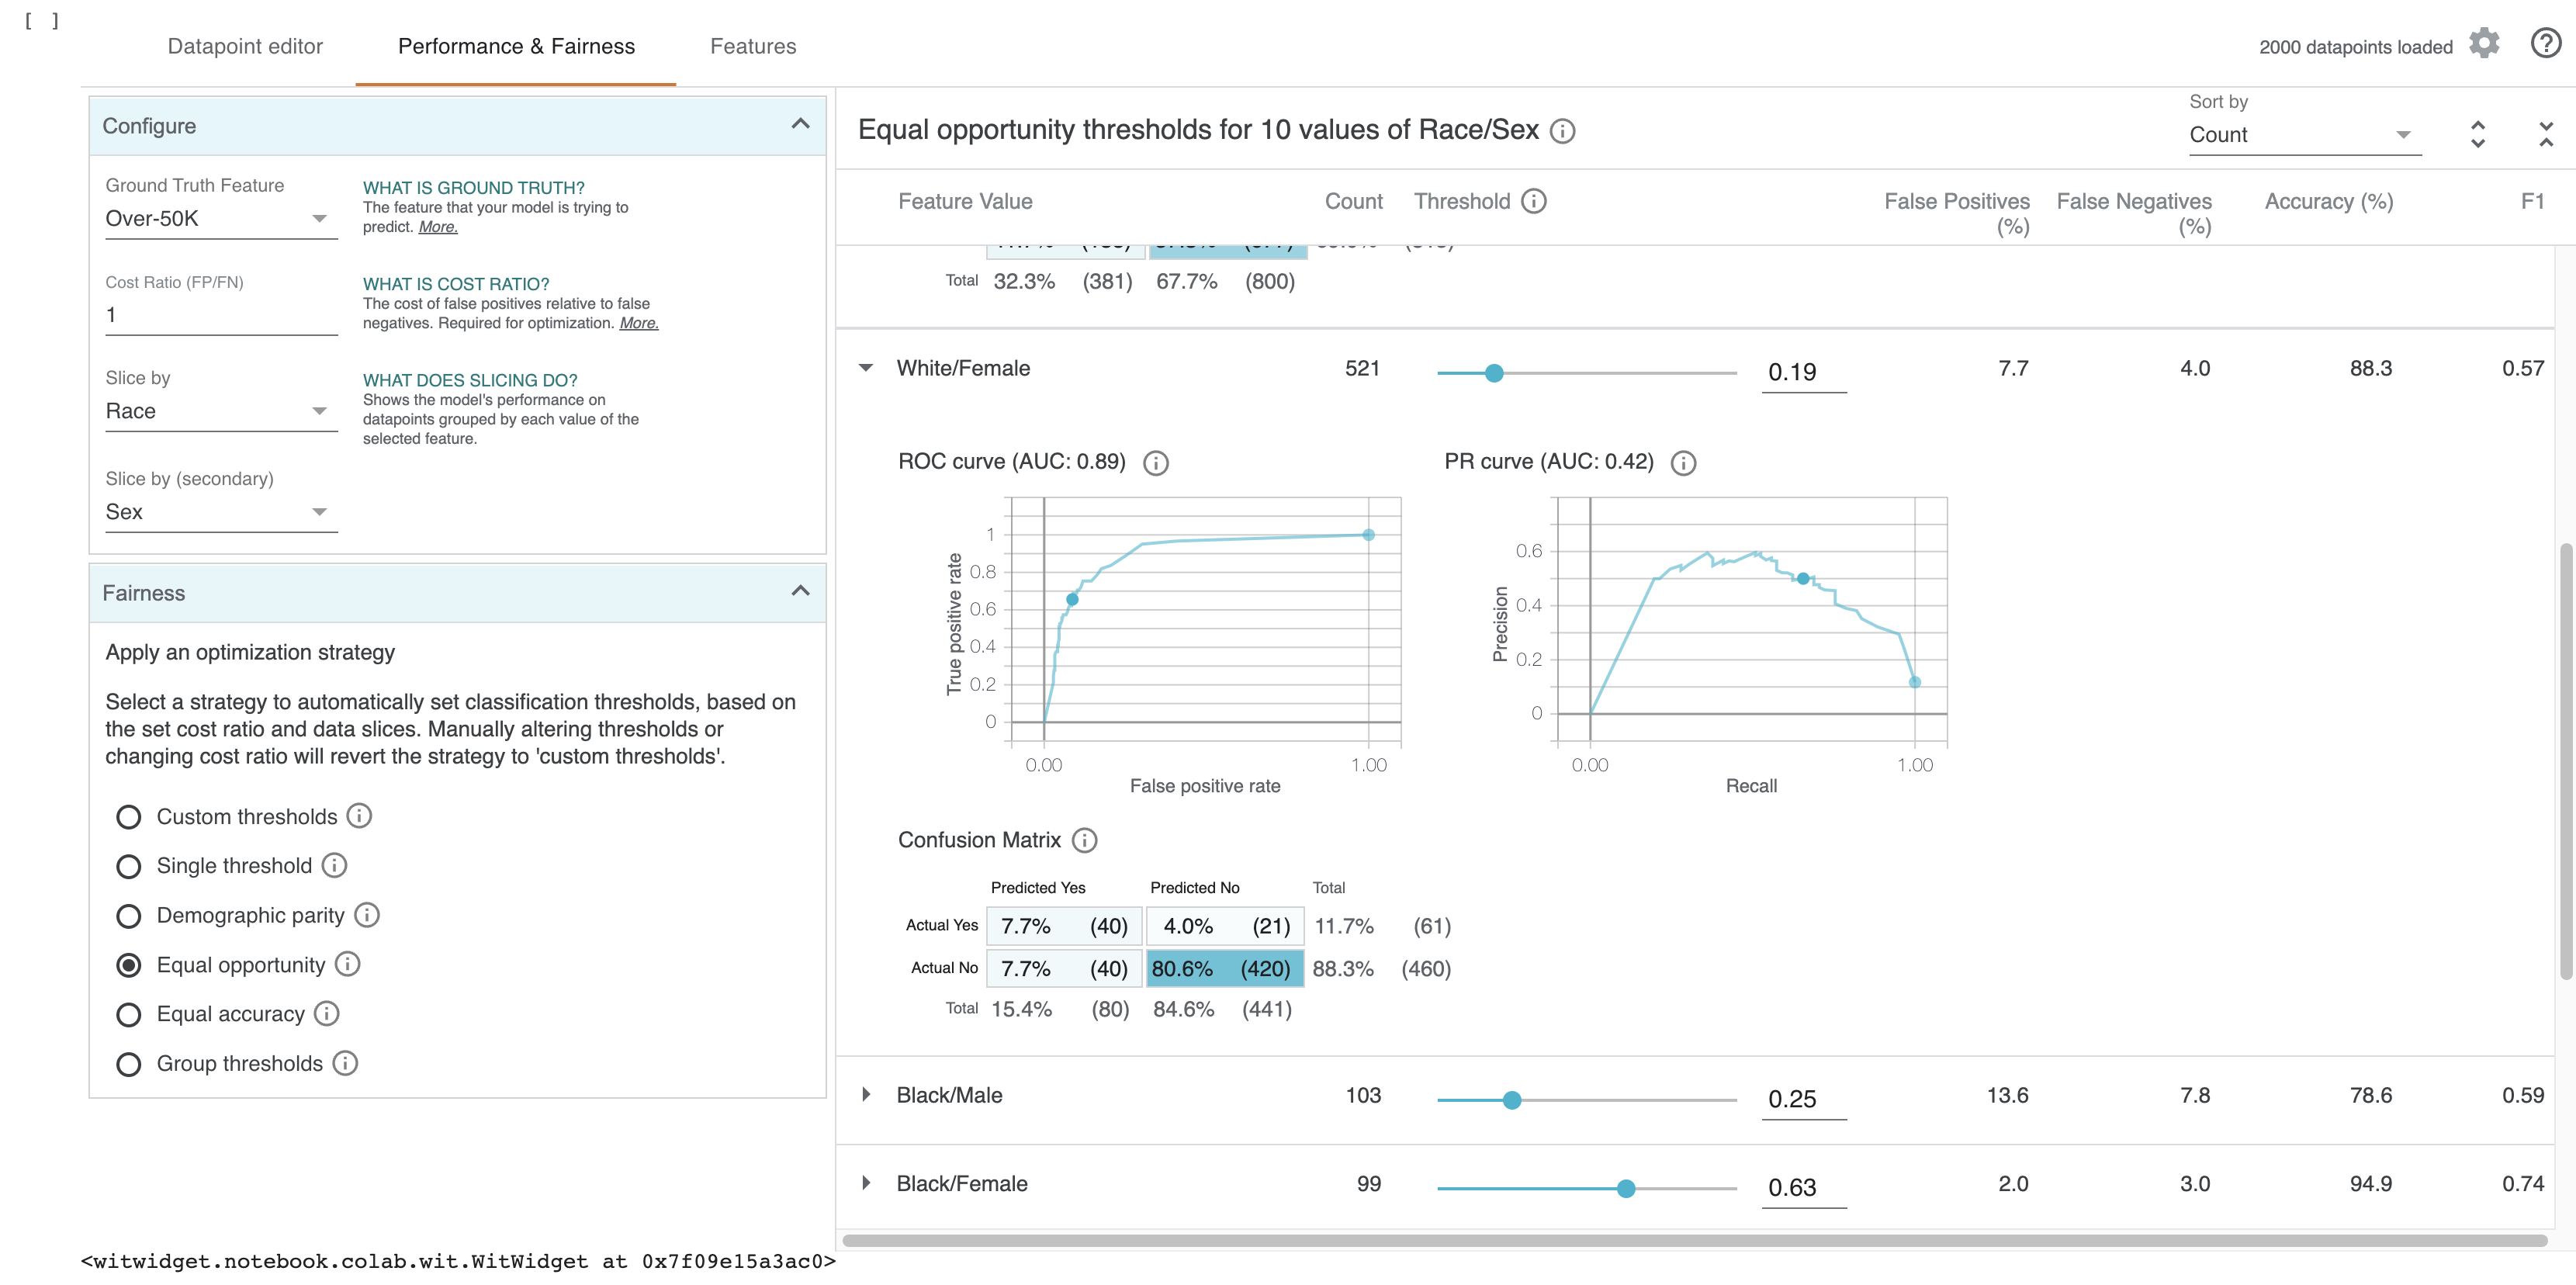 [ ]
Datapoint editor
Performance & Fairness
Features
2000 datapoints loaded
Configure
Ground Truth Feature
Over-50K
WHAT IS GROUND TRUTH?
The feature that your model is trying to
predict. More.
Cost Ratio (FP/FN)
1
WHAT IS COST RATIO?
The cost of false positives relative to false
negatives. Required for optimization. More.
Slice by
Race
WHAT DOES SLICING DO?
Shows the model's performance on
datapoints grouped by each value of the
selected feature.
Slice by (secondary)
Sex
Fairness
Apply an optimization strategy
Select a strategy to automatically set classification thresholds, based on
the set cost ratio and data slices. Manually altering thresholds or
changing cost ratio will revert the strategy to 'custom thresholds'.
Custom thresholds
Single threshold
Demographic parity
Equal opportunity
Equal accuracy
Group thresholds
Equal opportunity thresholds for 10 values of Race/Sex
Sort by
Count
Feature Value Count Threshold False Positives (%) False Negatives (%) Accuracy (%) F1
Total 32.3% (381) 67.7% (800)
White/Female 521 0.19 7.7 4.0 88.3 0.57
ROC curve (AUC: 0.89)
True positive rate
1
0.8
0.6
0.4
0.2
0
0.00 1.00
False positive rate
PR curve (AUC: 0.42)
Precision
0.6
0.4
0.2
0
0.00 1.00
Recall
Confusion Matrix
Predicted Yes Predicted No Total
Actual Yes 7.7% (40) 4.0% (21) 11.7% (61)
Actual No 7.7% (40) 80.6% (420) 88.3% (460)
Total 15.4% (80) 84.6% (441)
Black/Male 103 0.25 13.6 7.8 78.6 0.59
Black/Female 99 0.63 2.0 3.0 94.9 0.74
<witwidget.notebook.colab.wit.WitWidget at 0x7f09e15a3ac0>